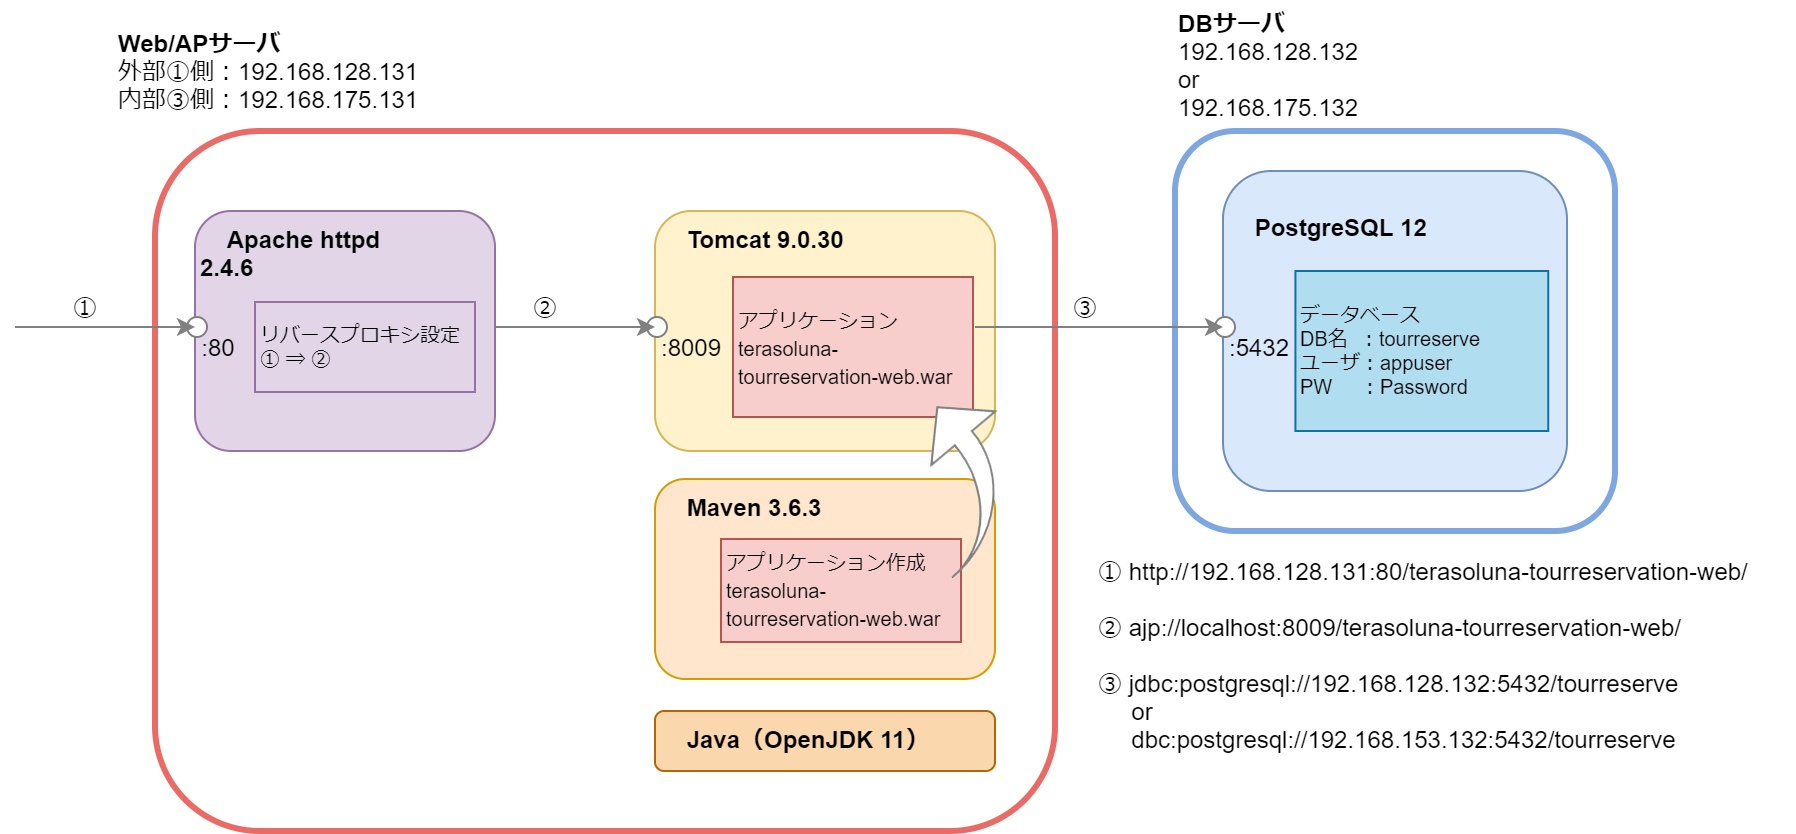 Web/APサーバ
外部①側：192.168.128.131
内部③側：192.168.175.131
DBサーバ
192.168.128.132
or
192.168.175.132
Apache httpd
2.4.6
①
:80
リバースプロキシ設定
① ⇒ ②
②
Tomcat 9.0.30
:8009
アプリケーション
terasoluna-
tourreservation-web.war
③
PostgreSQL 12
:5432
データベース
DB名　：tourreserve
ユーザ：appuser
PW　：Password
Maven 3.6.3
アプリケーション作成
terasoluna-
tourreservation-web.war
Java（OpenJDK 11）
① http://192.168.128.131:80/terasoluna-tourreservation-web/
② ajp://localhost:8009/terasoluna-tourreservation-web/
③ jdbc:postgresql://192.168.128.132:5432/tourreserve
or
dbc:postgresql://192.168.153.132:5432/tourreserve